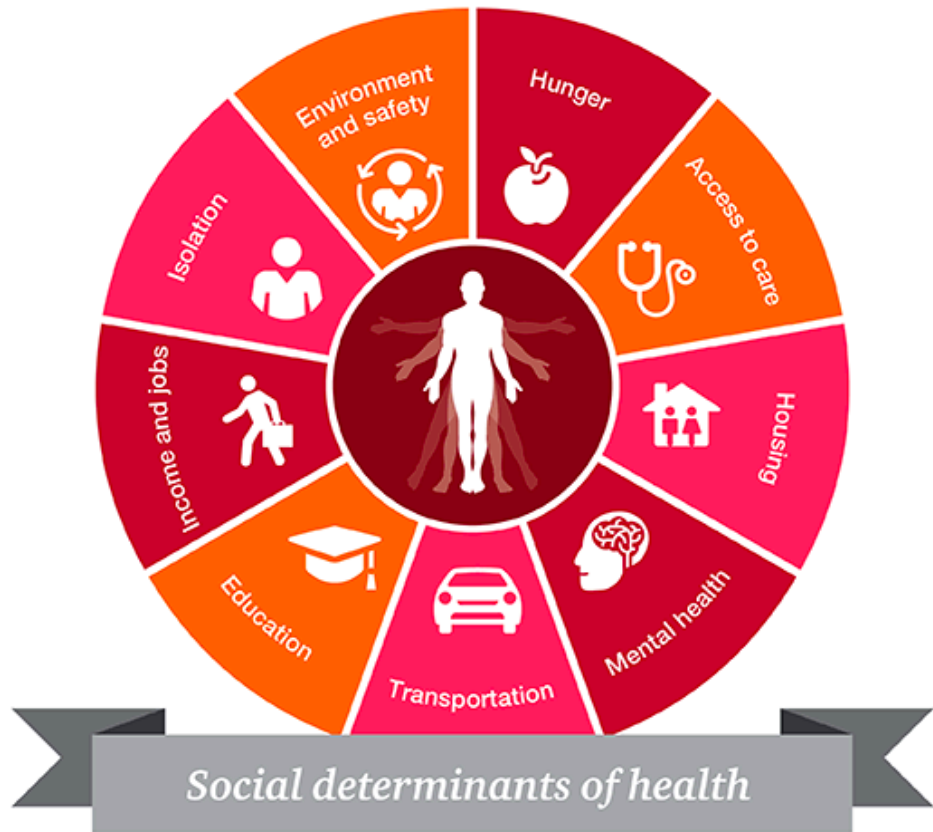 Hunger
Access to care
Housing
Mental health
Transportation
Education
Income and jobs
Isolation
Environment
and safety
Social determinants of health